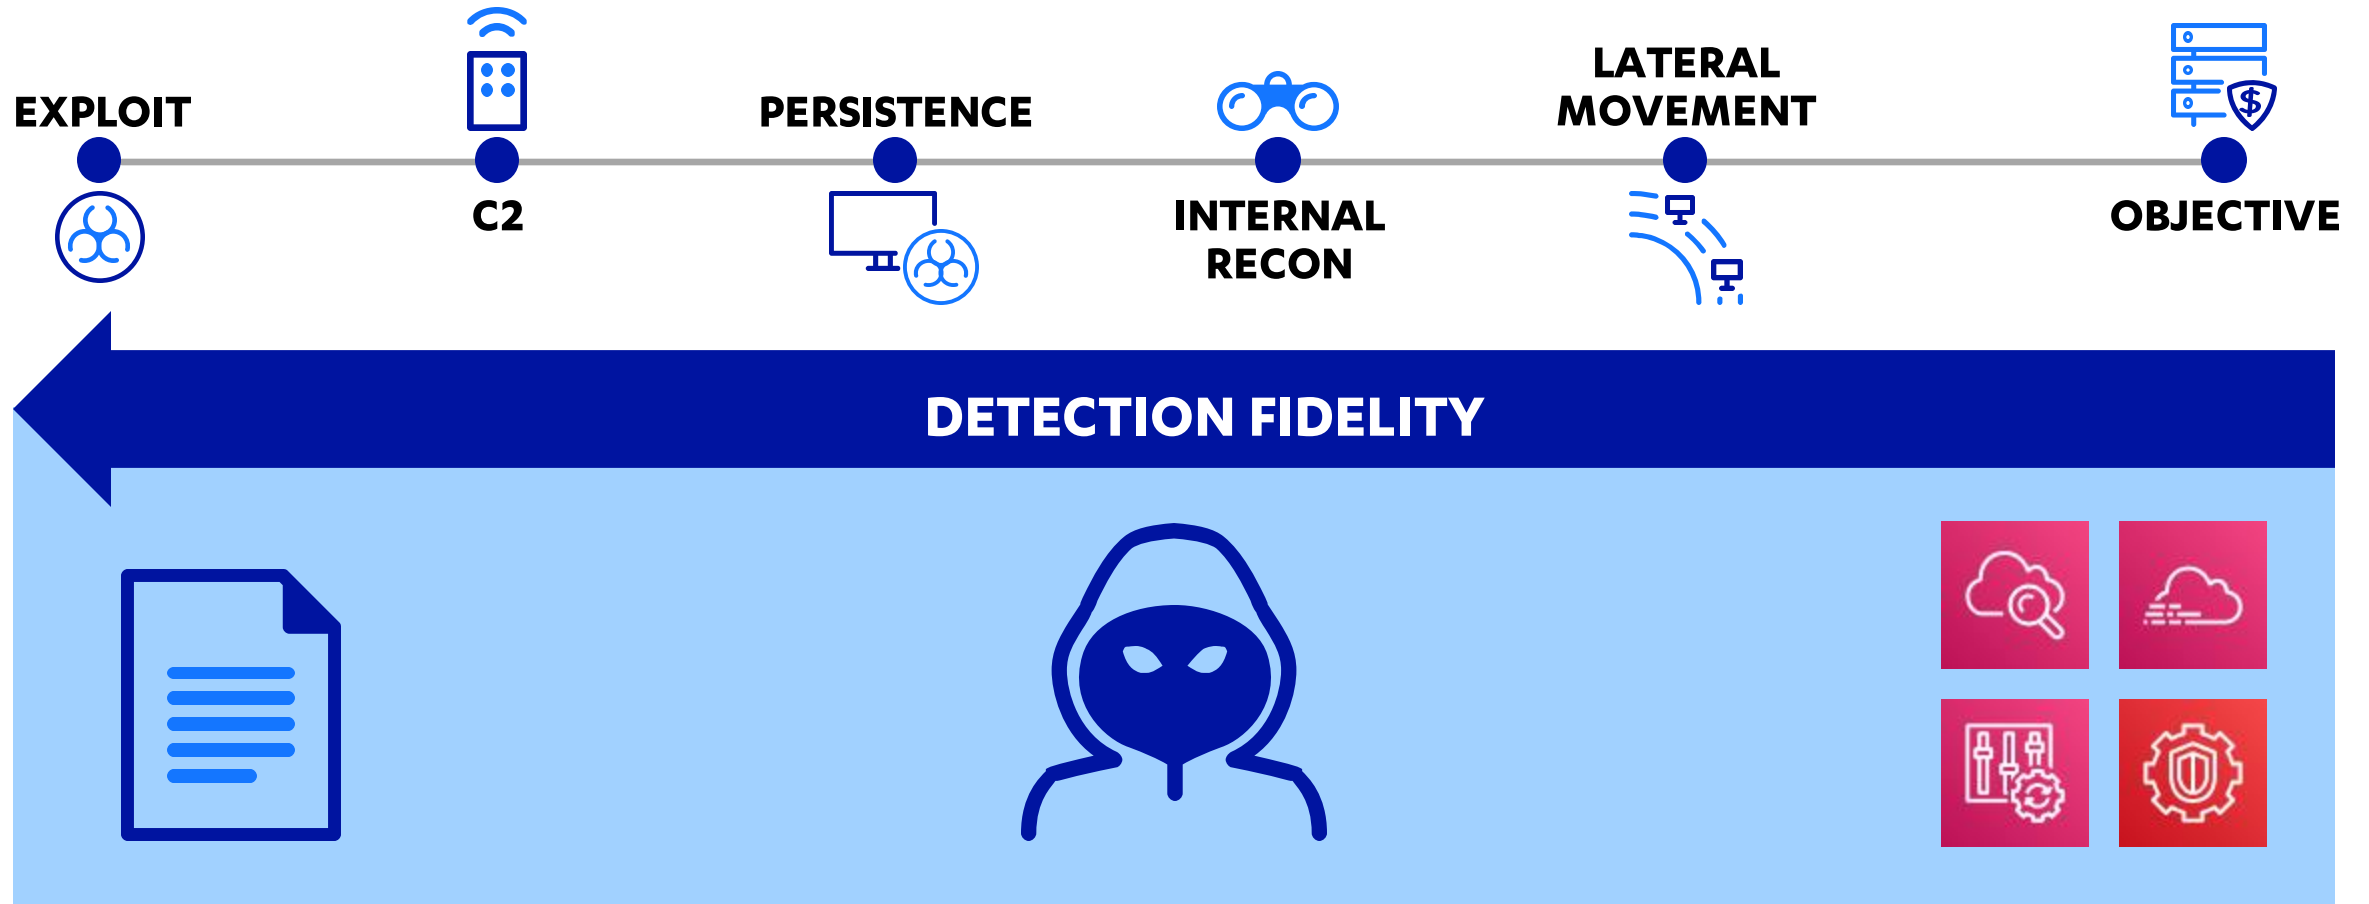 EXPLOIT
C2
PERSISTENCE
INTERNAL
RECON
LATERAL
MOVEMENT
OBJECTIVE
DETECTION FIDELITY